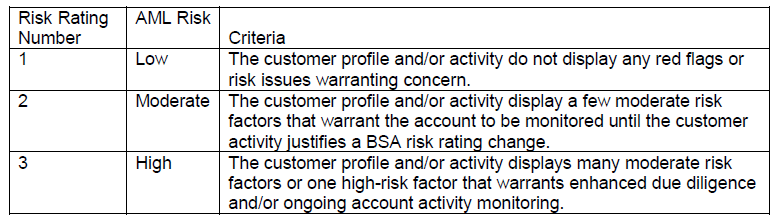 Risk Rating AML Risk
Number Criteria
1 Low The customer profile and/or activity do not display any red flags or
risk issues warranting concern.
2 Moderate The customer profile and/or activity display a few moderate risk
factors that warrant the account to be monitored until the customer
activity justifies a BSA risk rating change.
3 High The customer profile and/or activity displays many moderate risk
factors or one high-risk factor that warrants enhanced due diligence
and/or ongoing account activity monitoring.